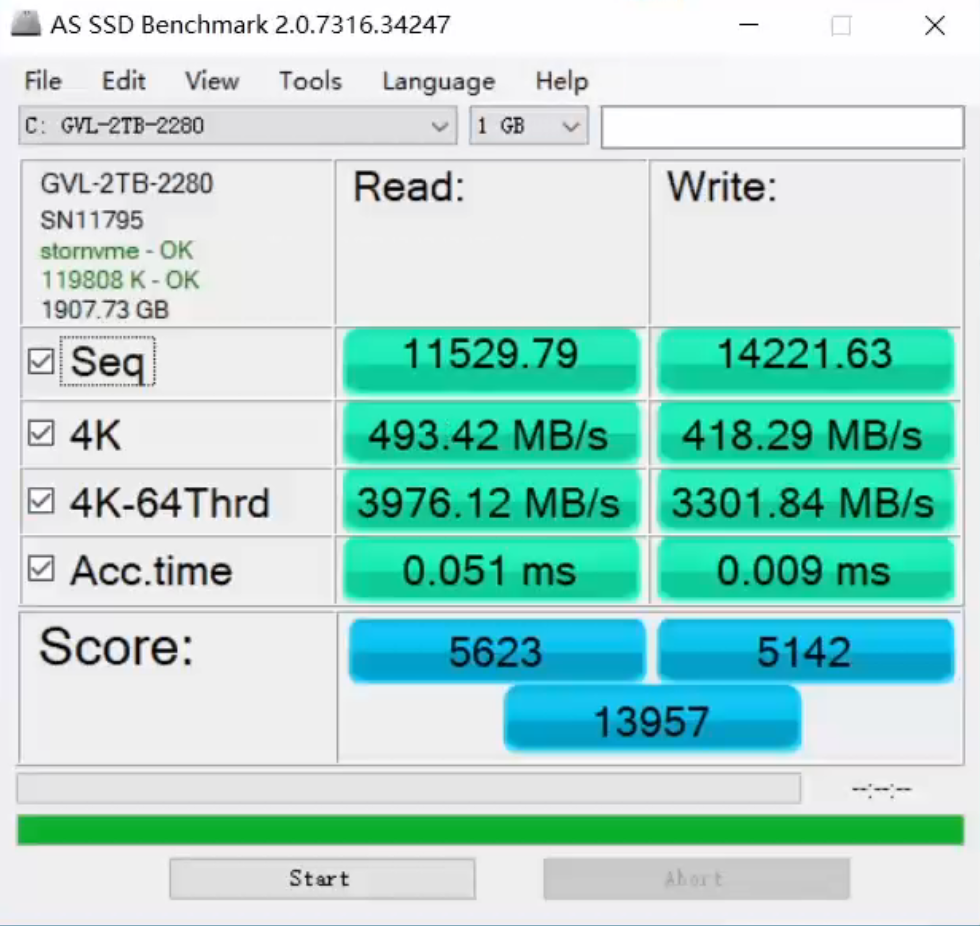 AS SSD Benchmark 2.0.7316.34247
File Edit View Tools Language Help
C: GVL-2TB-2280 1 GB
GVL-2TB-2280
SN11795
stornvme - OK
119808 K - OK
1907.73 GB
Read: Write:
Seq 11529.79 14221.63
4K 493.42 MB/s 418.29 MB/s
4K-64Thrd 3976.12 MB/s 3301.84 MB/s
Acc.time 0.051 ms 0.009 ms
Score: 5623 5142
13957
--:--:--
Start Abort